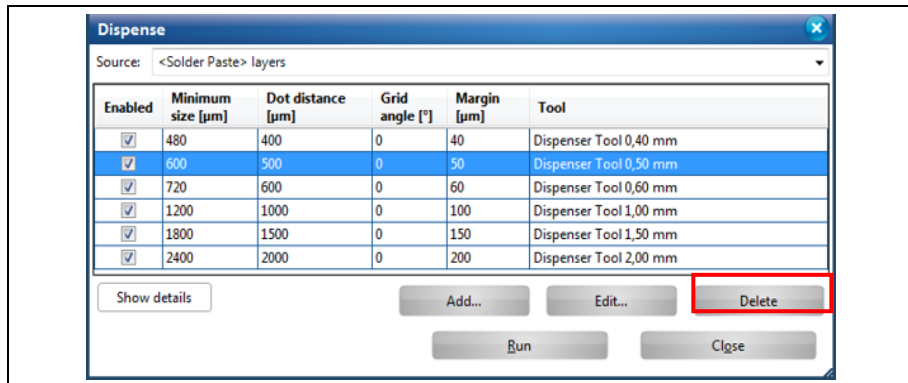 Dispense
Source: <Solder Paste> layers
Enabled Minimum size [µm] Dot distance [µm] Grid angle [°] Margin [µm] Tool
480 400 0 40 Dispenser Tool 0,40 mm
600 500 0 50 Dispenser Tool 0,50 mm
720 600 0 60 Dispenser Tool 0,60 mm
1200 1000 0 100 Dispenser Tool 1,00 mm
1800 1500 0 150 Dispenser Tool 1,50 mm
2400 2000 0 200 Dispenser Tool 2,00 mm
Show details Add... Edit... Delete
Run Close